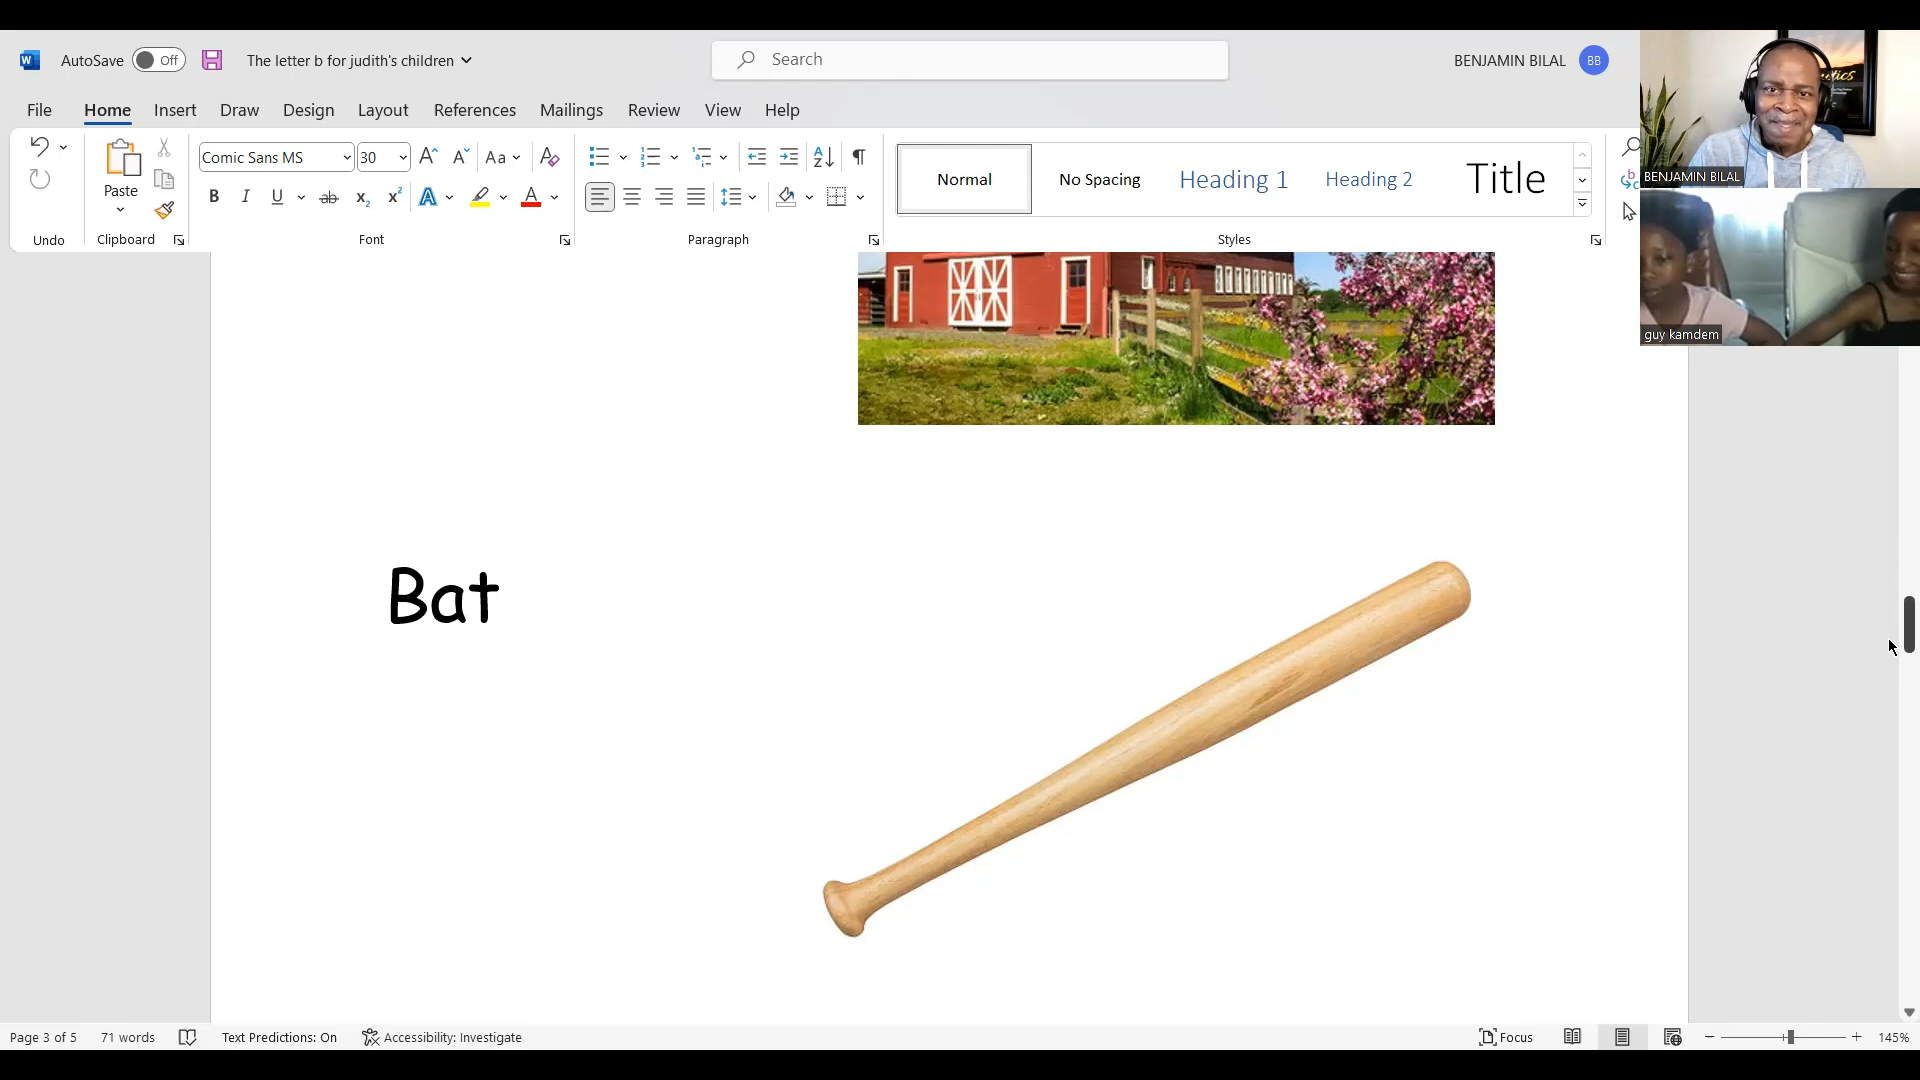 AutoSave Off The letter b for judith's children Search BENJAMIN BILAL BB
File Home Insert Draw Design Layout References Mailings Review View Help
Comic Sans MS 30 Normal No Spacing Heading 1 Heading 2 Title
Paste
Undo Clipboard Font Paragraph Styles
BENJAMIN BILAL
guy kamdem
Bat
Page 3 of 5 71 words Text Predictions: On Accessibility: Investigate Focus 145%